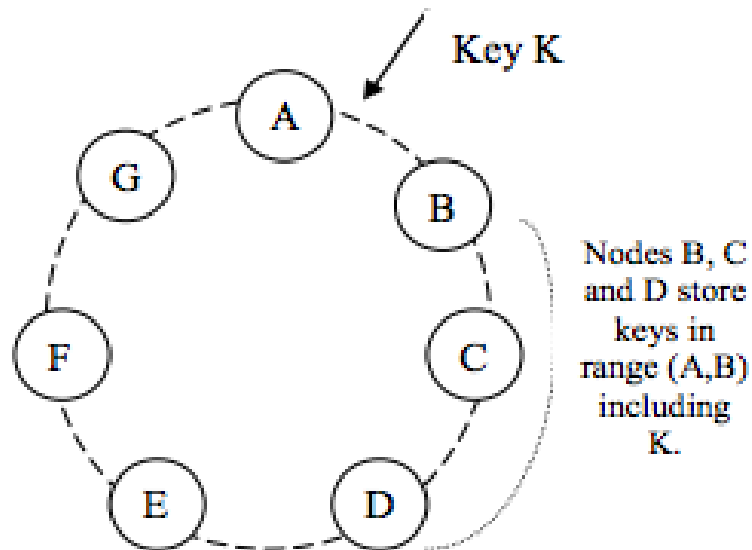 Key K
A
G
B
Nodes B, C
and D store
keys in
range (A,B)
including
K.
F
C
E
D